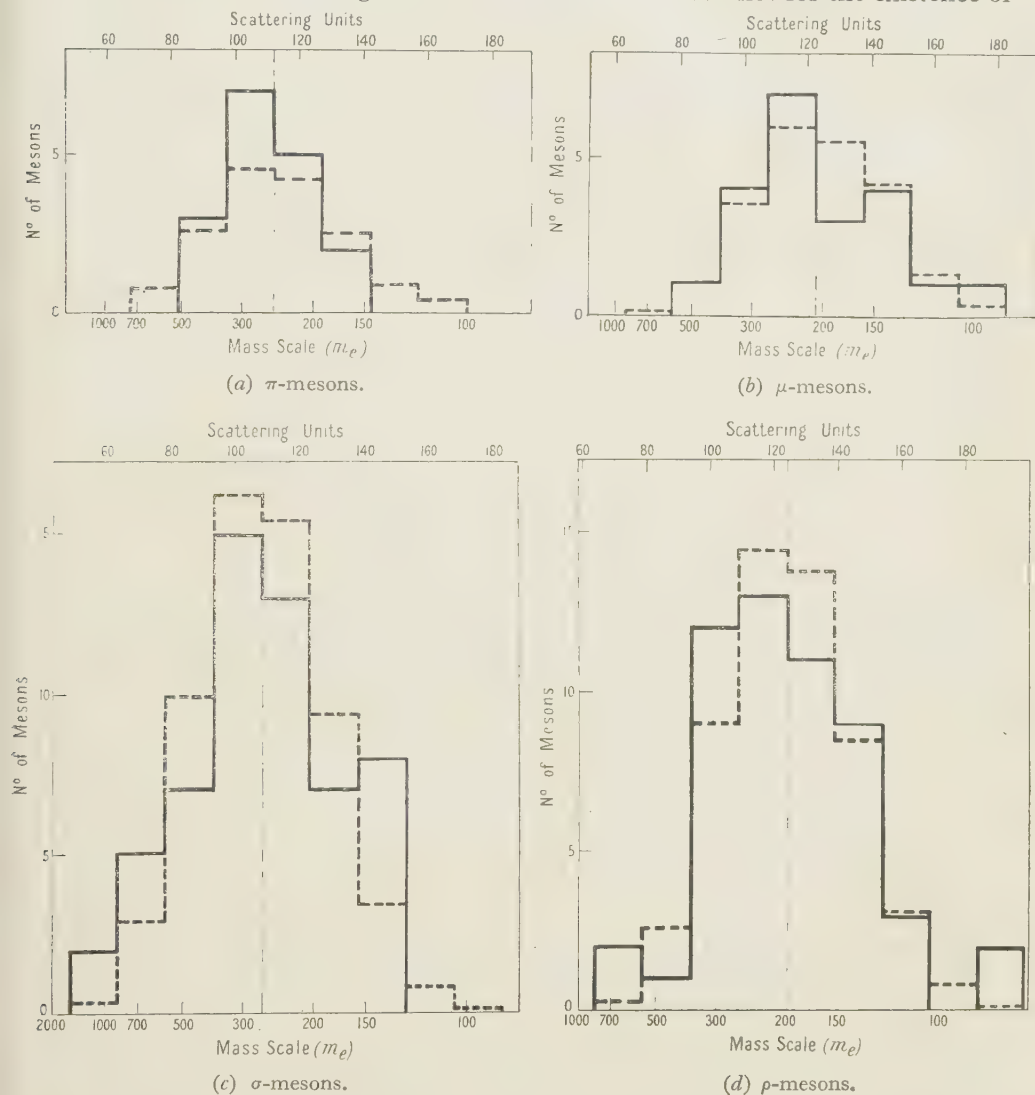 Scattering Units
60 80 100 120 140 160 180
Nº of Mesons
5
0
1000 700 500 300 200 150 100
Mass Scale (mₑ)
(a) π-mesons.
Scattering Units
60 80 100 120 140 160 180
Nº of Mesons
5
0
1000 700 500 300 200 150 100
Mass Scale (mₑ)
(b) μ-mesons.
Scattering Units
60 80 100 120 140 160 180
Nº of Mesons
10
5
0
2000 1000 700 500 300 200 150 100
Mass Scale (mₑ)
(c) σ-mesons.
Scattering Units
60 80 100 120 140 160 180
Nº of Mesons
10
5
0
1000 700 500 300 200 150 100
Mass Scale (mₑ)
(d) ρ-mesons.